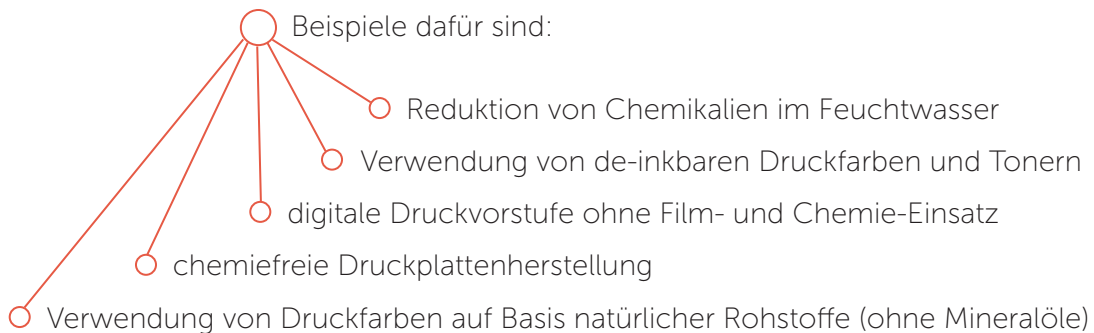 Beispiele dafür sind:
Reduktion von Chemikalien im Feuchtwasser
Verwendung von de-inkbaren Druckfarben und Tonern
digitale Druckvorstufe ohne Film- und Chemie-Einsatz
chemiefreie Druckplattenherstellung
Verwendung von Druckfarben auf Basis natürlicher Rohstoffe (ohne Mineralöle)